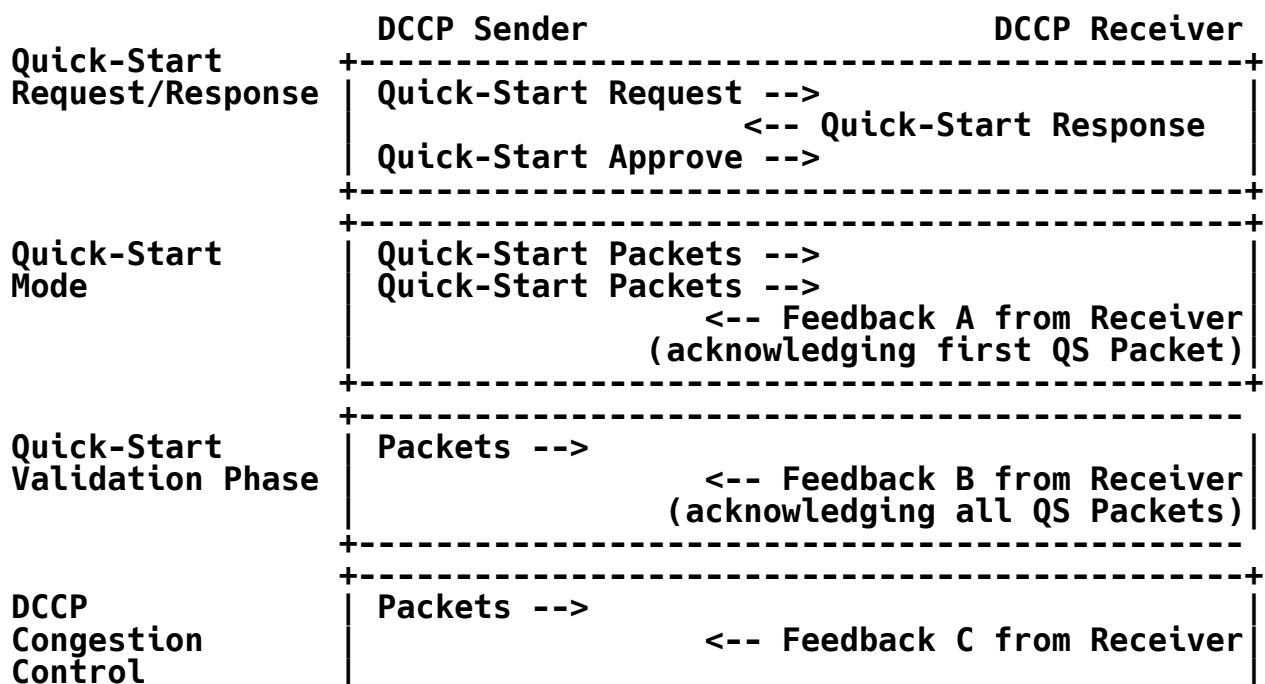 DCCP Sender                     DCCP Receiver
Quick-Start      +----------------------------------------------+
Request/Response | Quick-Start Request -->                      |
                 |                    <-- Quick-Start Response  |
                 | Quick-Start Approve -->                      |
                 +----------------------------------------------+
                 +----------------------------------------------+
Quick-Start      | Quick-Start Packets -->                      |
Mode             | Quick-Start Packets -->                      |
                 |                  <-- Feedback A from Receiver|
                 |               (acknowledging first QS Packet)|
                 +----------------------------------------------+
                 +----------------------------------------------
Quick-Start      | Packets -->                                  |
Validation Phase |                  <-- Feedback B from Receiver|
                 |                (acknowledging all QS Packets)|
                 +----------------------------------------------
                 +----------------------------------------------+
DCCP             | Packets -->                                  |
Congestion       |                  <-- Feedback C from Receiver|
Control          |                                              |